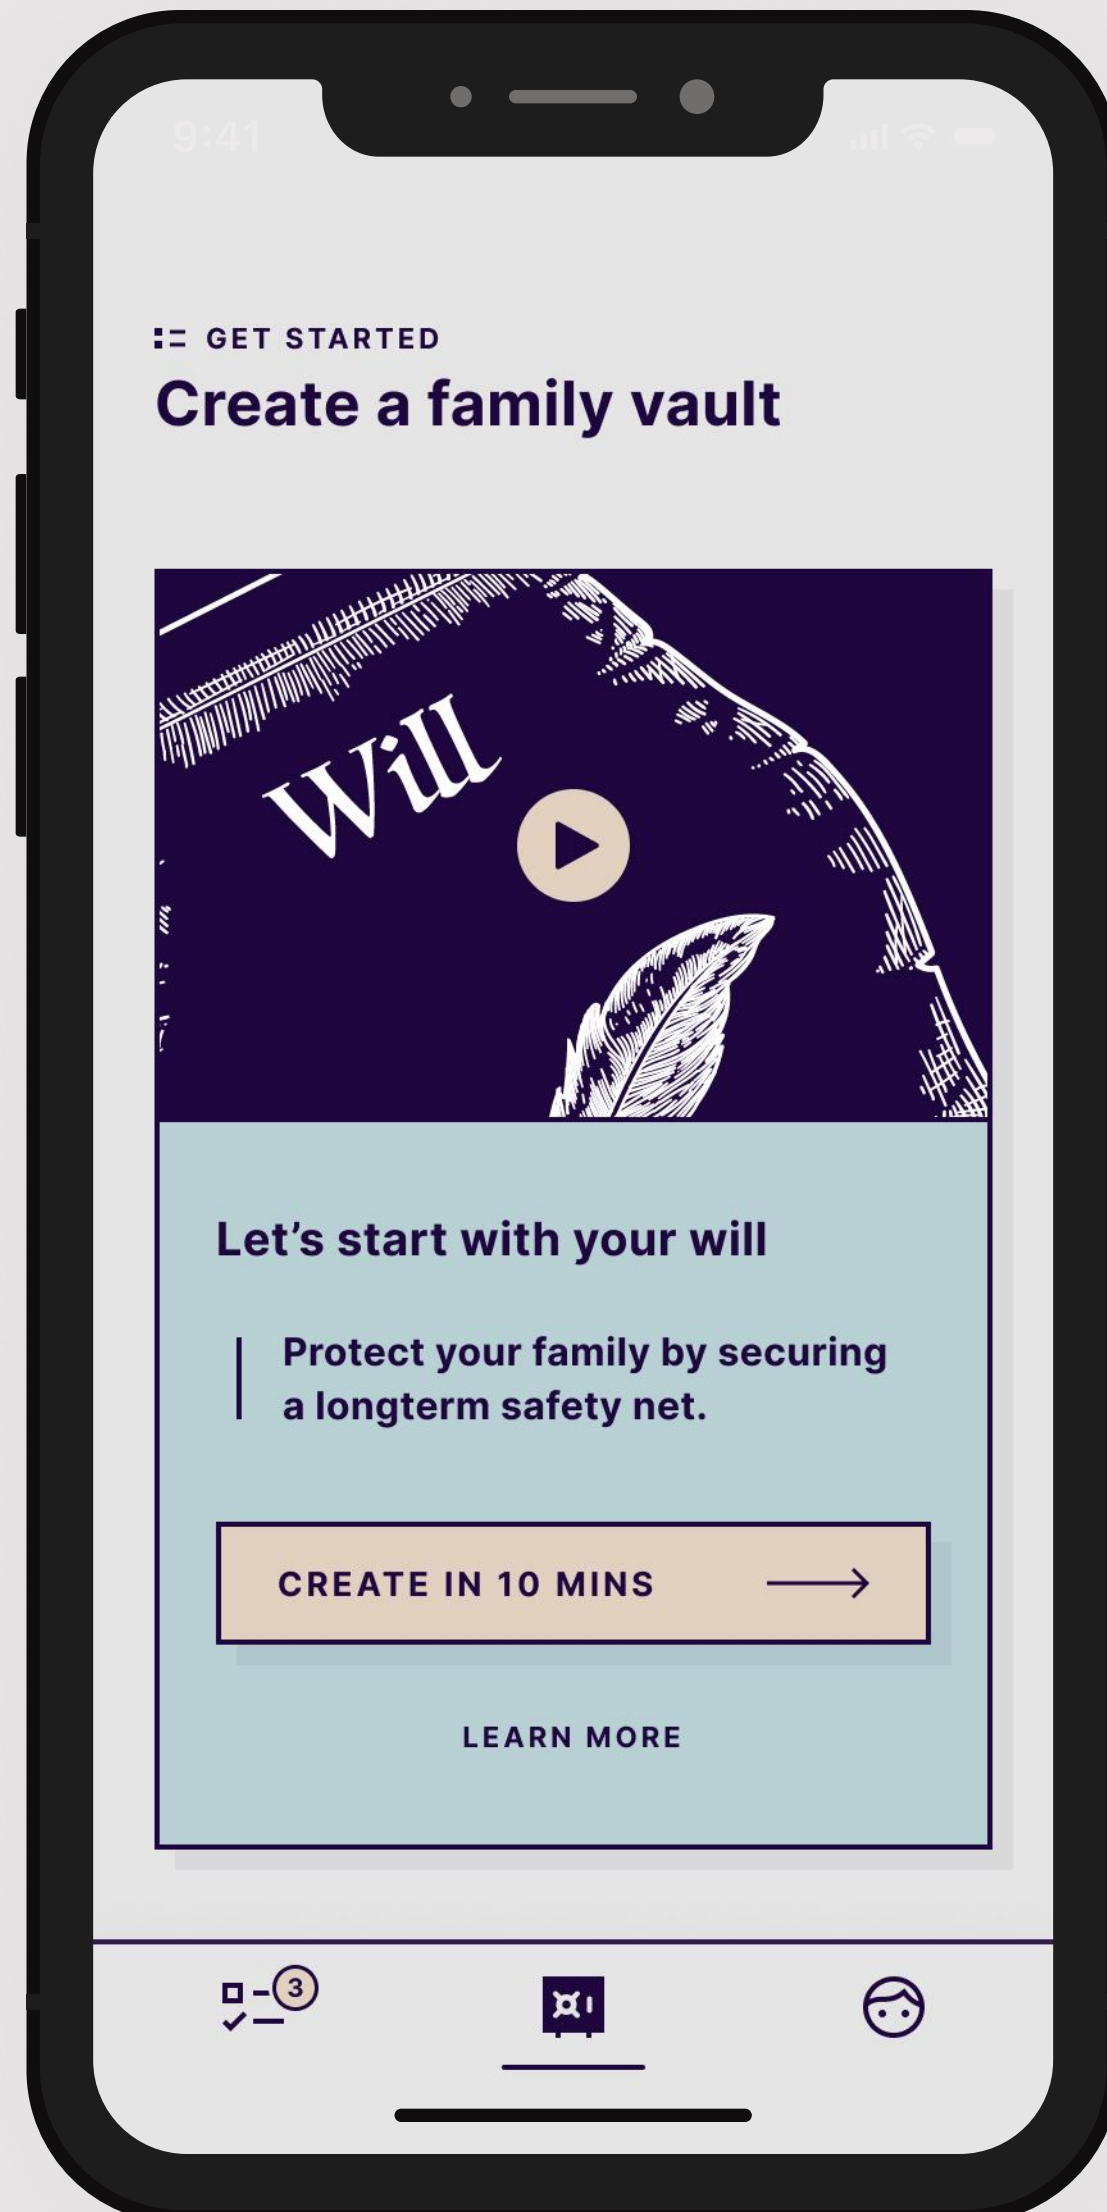 9:41
GET STARTED
Create a family vault
Will
Let’s start with your will
Protect your family by securing
a longterm safety net.
CREATE IN 10 MINS
LEARN MORE
3